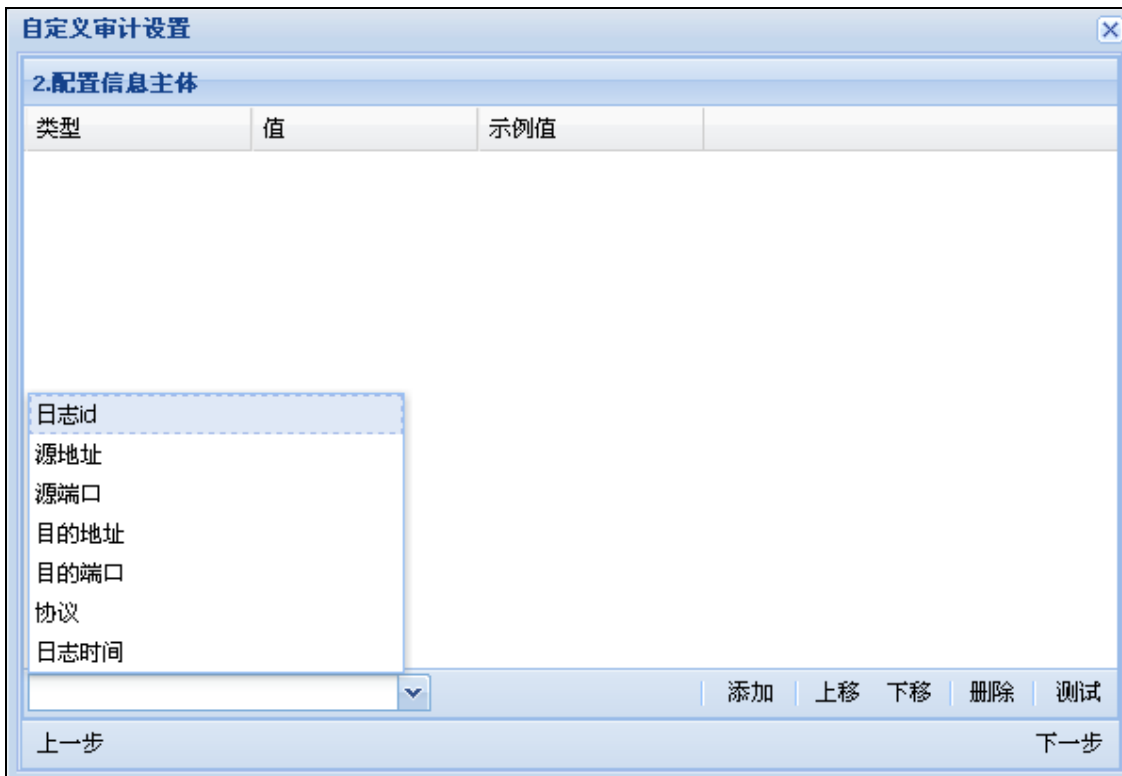 自定义审计设置
2.配置信息主体
类型 值 示例值
日志id
源地址
源端口
目的地址
目的端口
协议
日志时间
添加 上移 下移 删除 测试
上一步 下一步